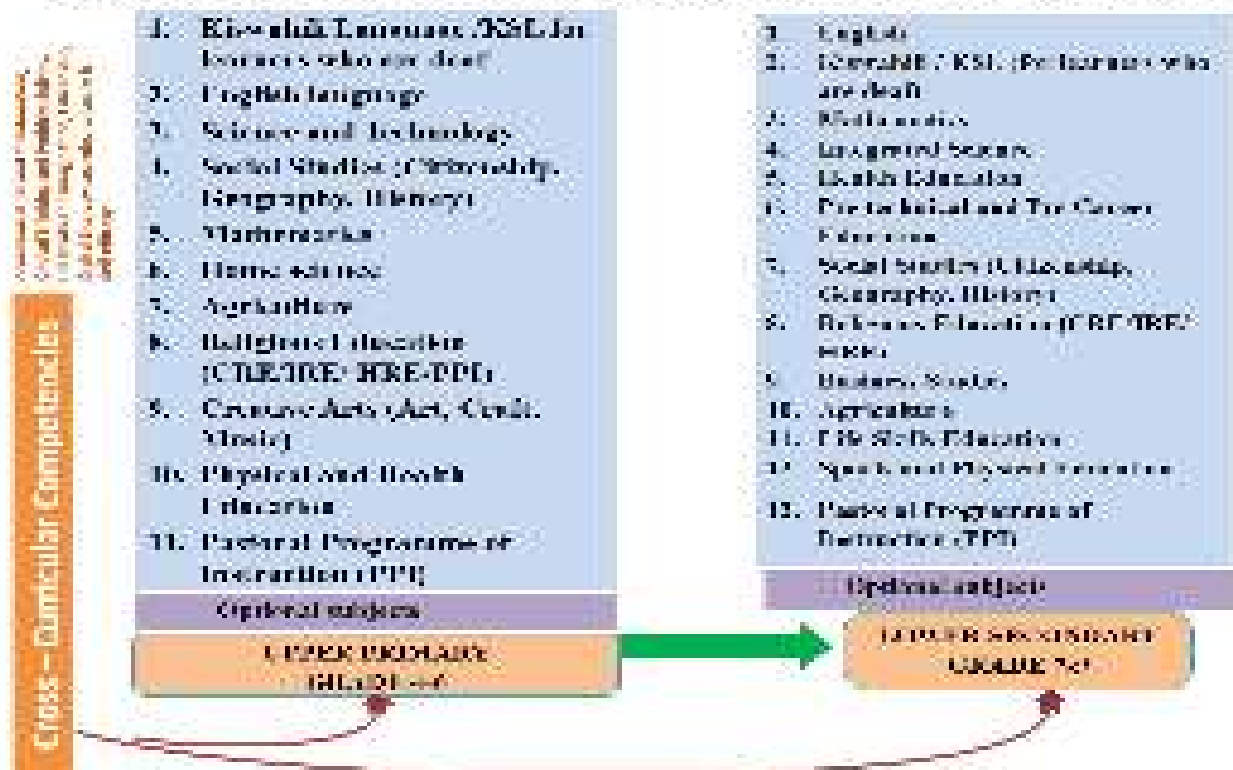 1. Kiswahili Language /KSL for
learners who are deaf
2. English language
3. Science and Technology
4. Social Studies (Citizenship,
Geography, History)
5. Mathematics
6. Home science
7. Agriculture
8. Religious Education
(CRE/IRE/ HRE-PPI)
9. Creative Arts (Art, Craft,
Music)
10. Physical and Health
Education
11. Pastoral Programme of
Instruction (PPI)
Optional subjects
UPPER PRIMARY
GRADE 4-6
1. English
2. Kiswahili / KSL (For learners who
are deaf)
3. Mathematics
4. Integrated Science
5. Health Education
6. Pre technical and Pre Career
Education
7. Social Studies (Citizenship,
Geography, History)
8. Religious Education (CRE/IRE/
HRE)
9. Business Studies
10. Agriculture
11. Life Skills Education
12. Sports and Physical Education
13. Pastoral Programme of
Instruction (PPI)
Optional subjects
LOWER SECONDARY
GRADE 7-9
Cross – Curricular Competencies